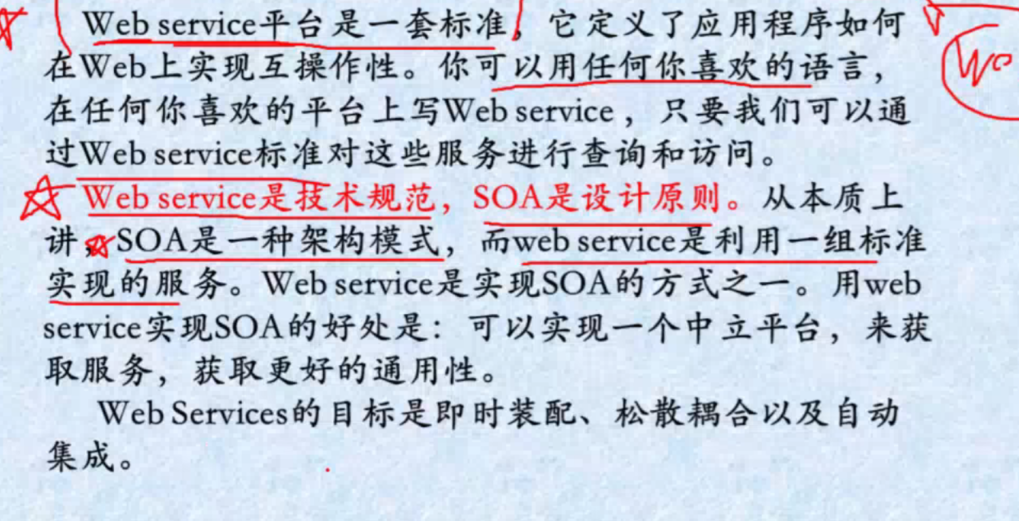 Web service平台是一套标准，它定义了应用程序如何
在Web上实现互操作性。你可以用任何你喜欢的语言，
在任何你喜欢的平台上写Web service ，只要我们可以通
过Web service标准对这些服务进行查询和访问。
Web service是技术规范，SOA是设计原则。从本质上
讲，SOA是一种架构模式，而web service是利用一组标准
实现的服务。Web service是实现SOA的方式之一。用web
service实现SOA的好处是：可以实现一个中立平台，来获
取服务，获取更好的通用性。
Web Services的目标是即时装配、松散耦合以及自动
集成。